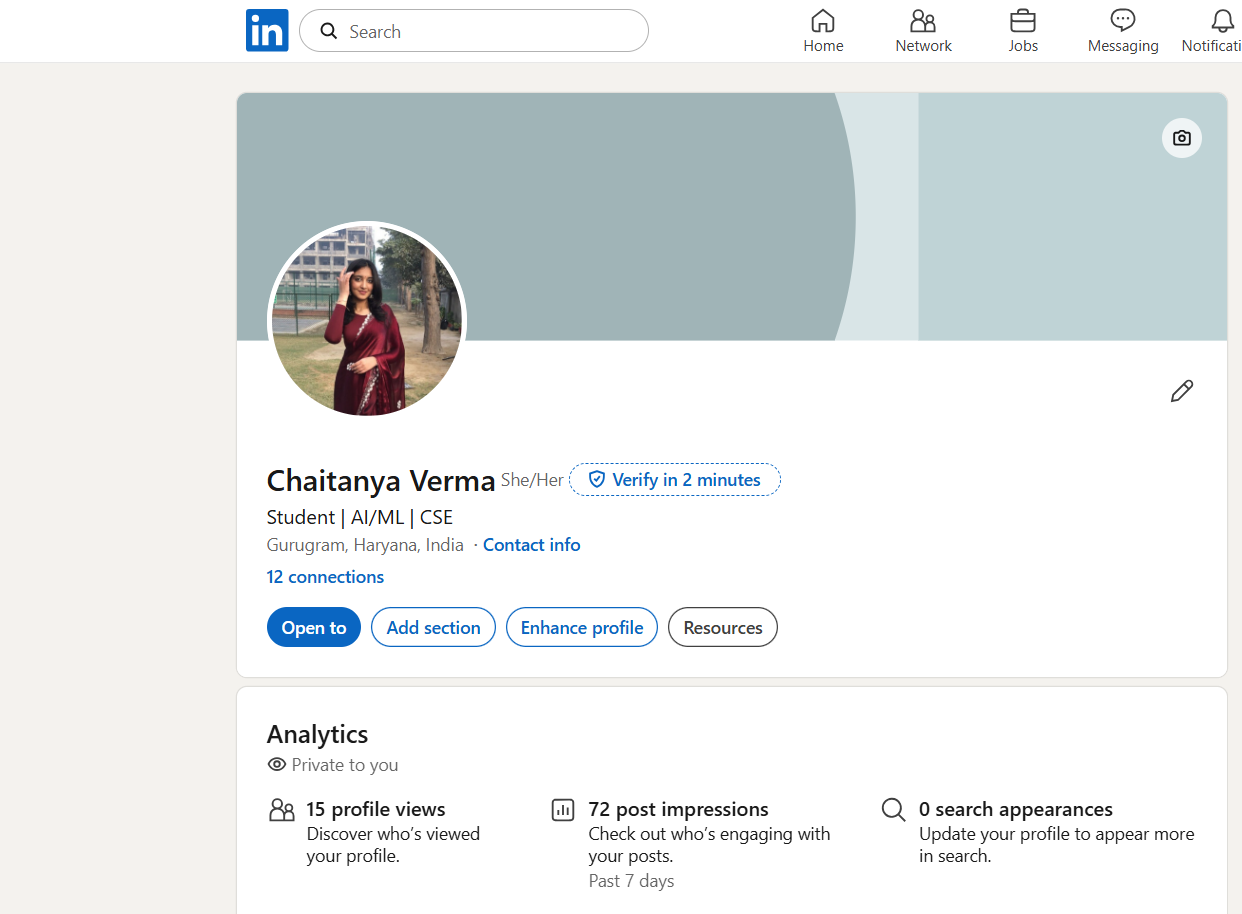 in
Search
Home
Network
Jobs
Messaging
Notificati
Chaitanya Verma She/Her Verify in 2 minutes
Student | AI/ML | CSE
Gurugram, Haryana, India · Contact info
12 connections
Open to
Add section
Enhance profile
Resources
Analytics
Private to you
15 profile views
Discover who's viewed
your profile.
72 post impressions
Check out who's engaging with
your posts.
Past 7 days
0 search appearances
Update your profile to appear more
in search.